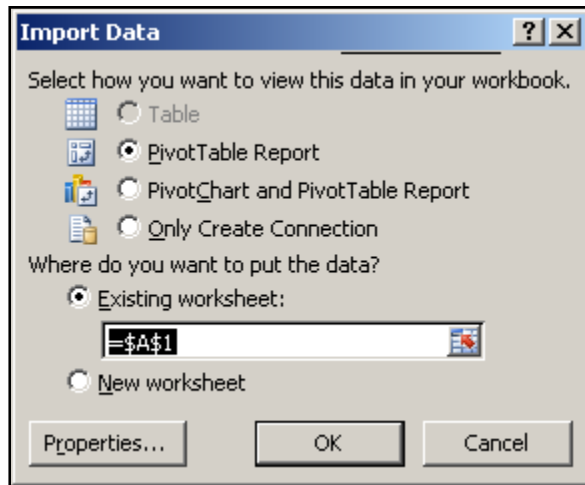 Import Data
Select how you want to view this data in your workbook.
Table
PivotTable Report
PivotChart and PivotTable Report
Only Create Connection
Where do you want to put the data?
Existing worksheet:
=$A$1
New worksheet
Properties... OK Cancel